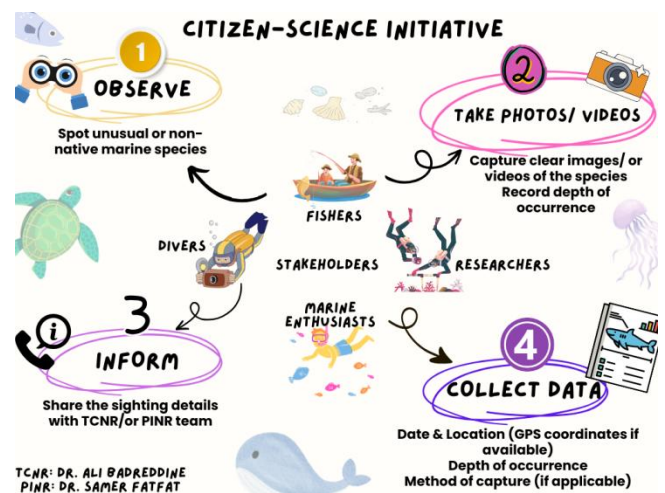 CITIZEN-SCIENCE INITIATIVE
1
OBSERVE
Spot unusual or non-
native marine species
2
TAKE PHOTOS/ VIDEOS
Capture clear images/ or
videos of the species
Record depth of
occurrence
FISHERS
DIVERS
STAKEHOLDERS
RESEARCHERS
MARINE
ENTHUSIASTS
3
i
INFORM
Share the sighting details
with TCNR/or PINR team
4
COLLECT DATA
Date & Location (GPS coordinates if
available)
Depth of occurrence
Method of capture (if applicable)
TCNR: DR. ALI BADREDDINE
PINR: DR. SAMER FATFAT